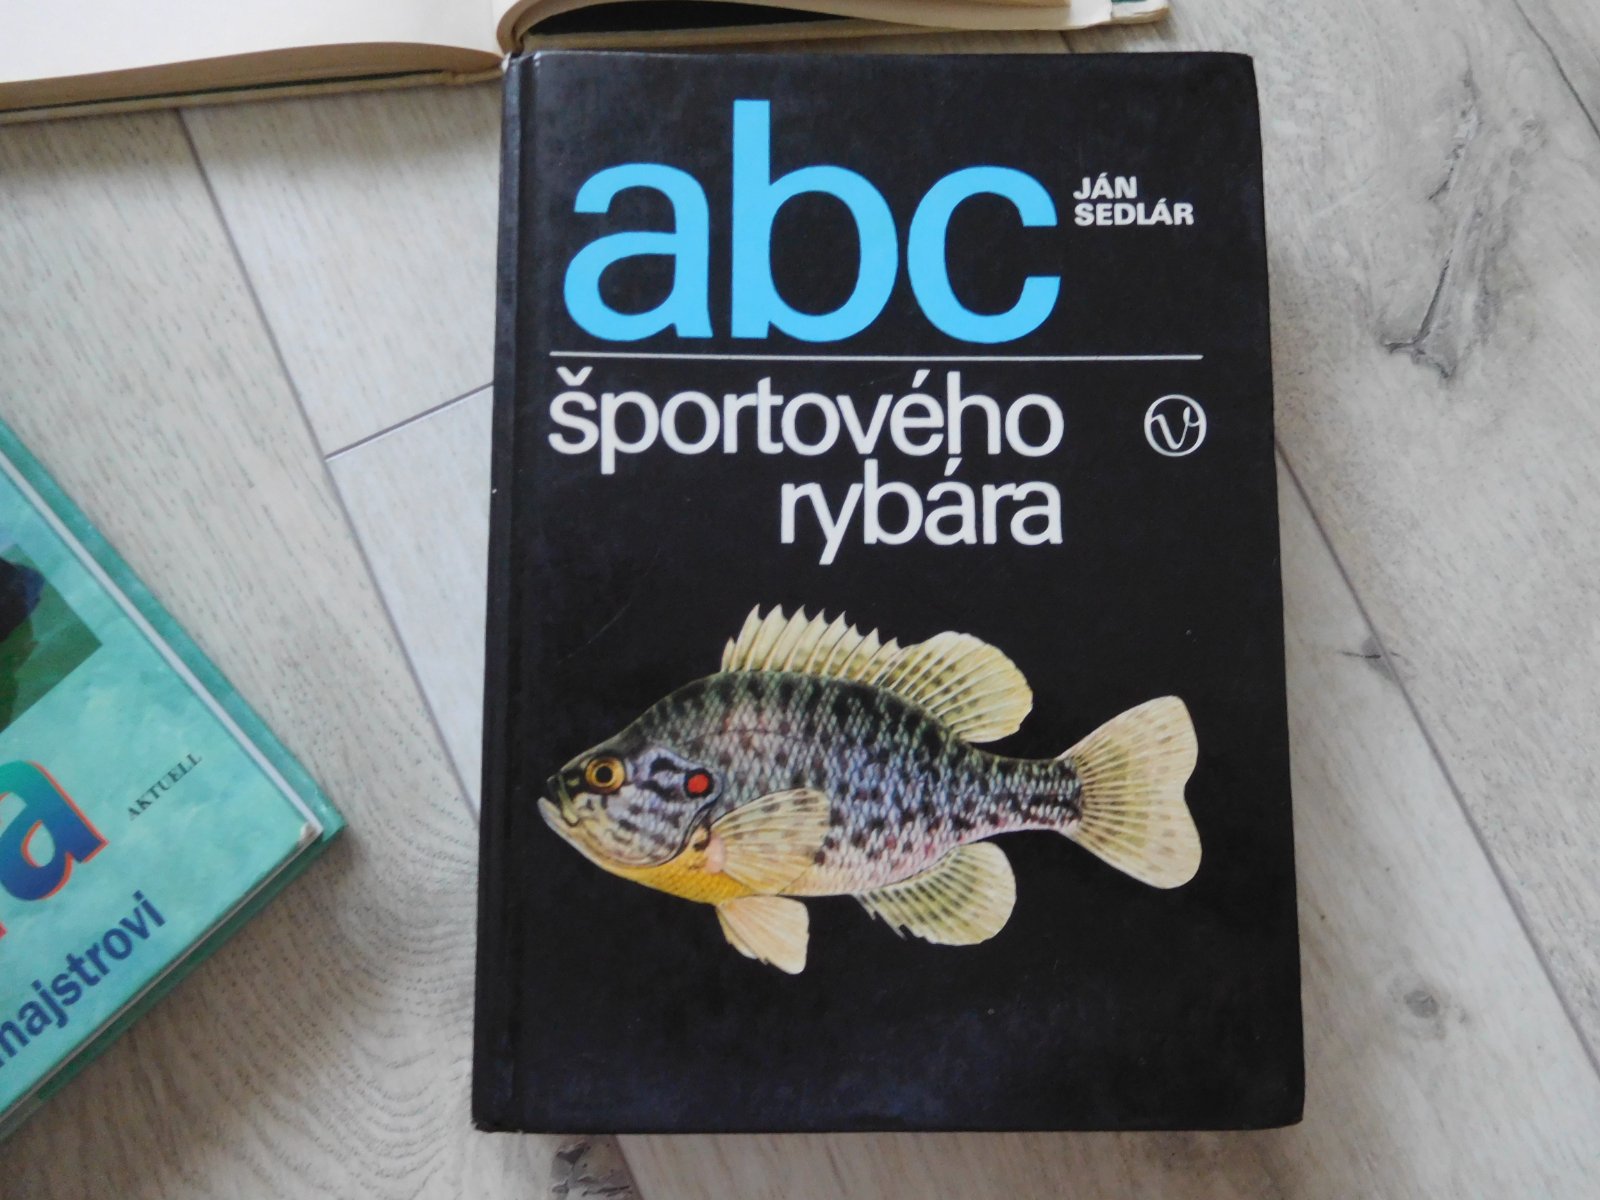 abc
JÁN
SEDLÁR
športového
rybára
AKTUELL
majstrovi